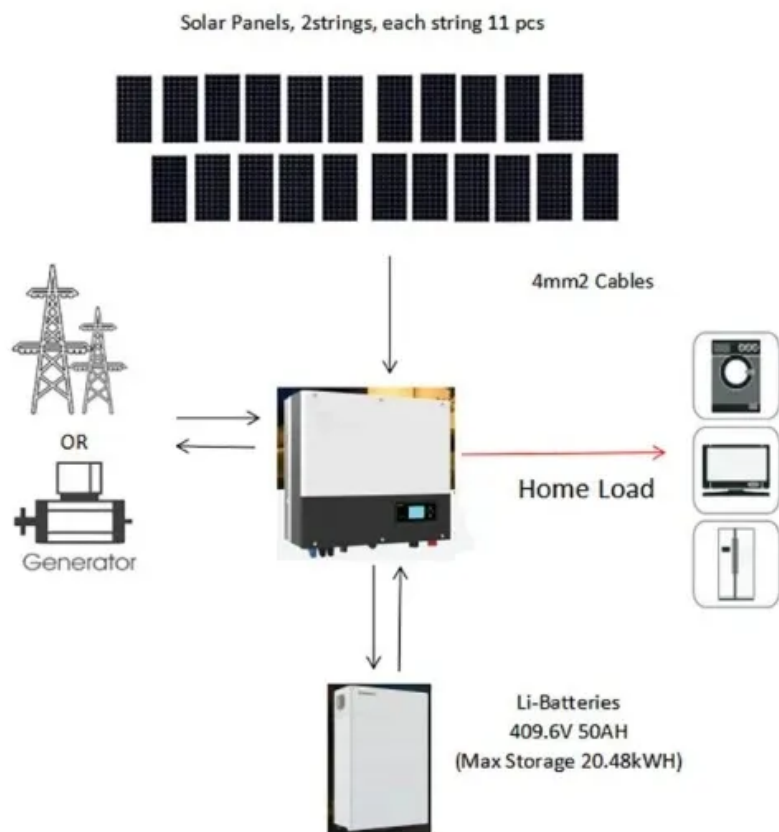 Solar Panels, 2strings, each string 11 pcs
4mm2 Cables
OR
Generator
Home Load
Li-Batteries
409.6V 50AH
(Max Storage 20.48kWH)